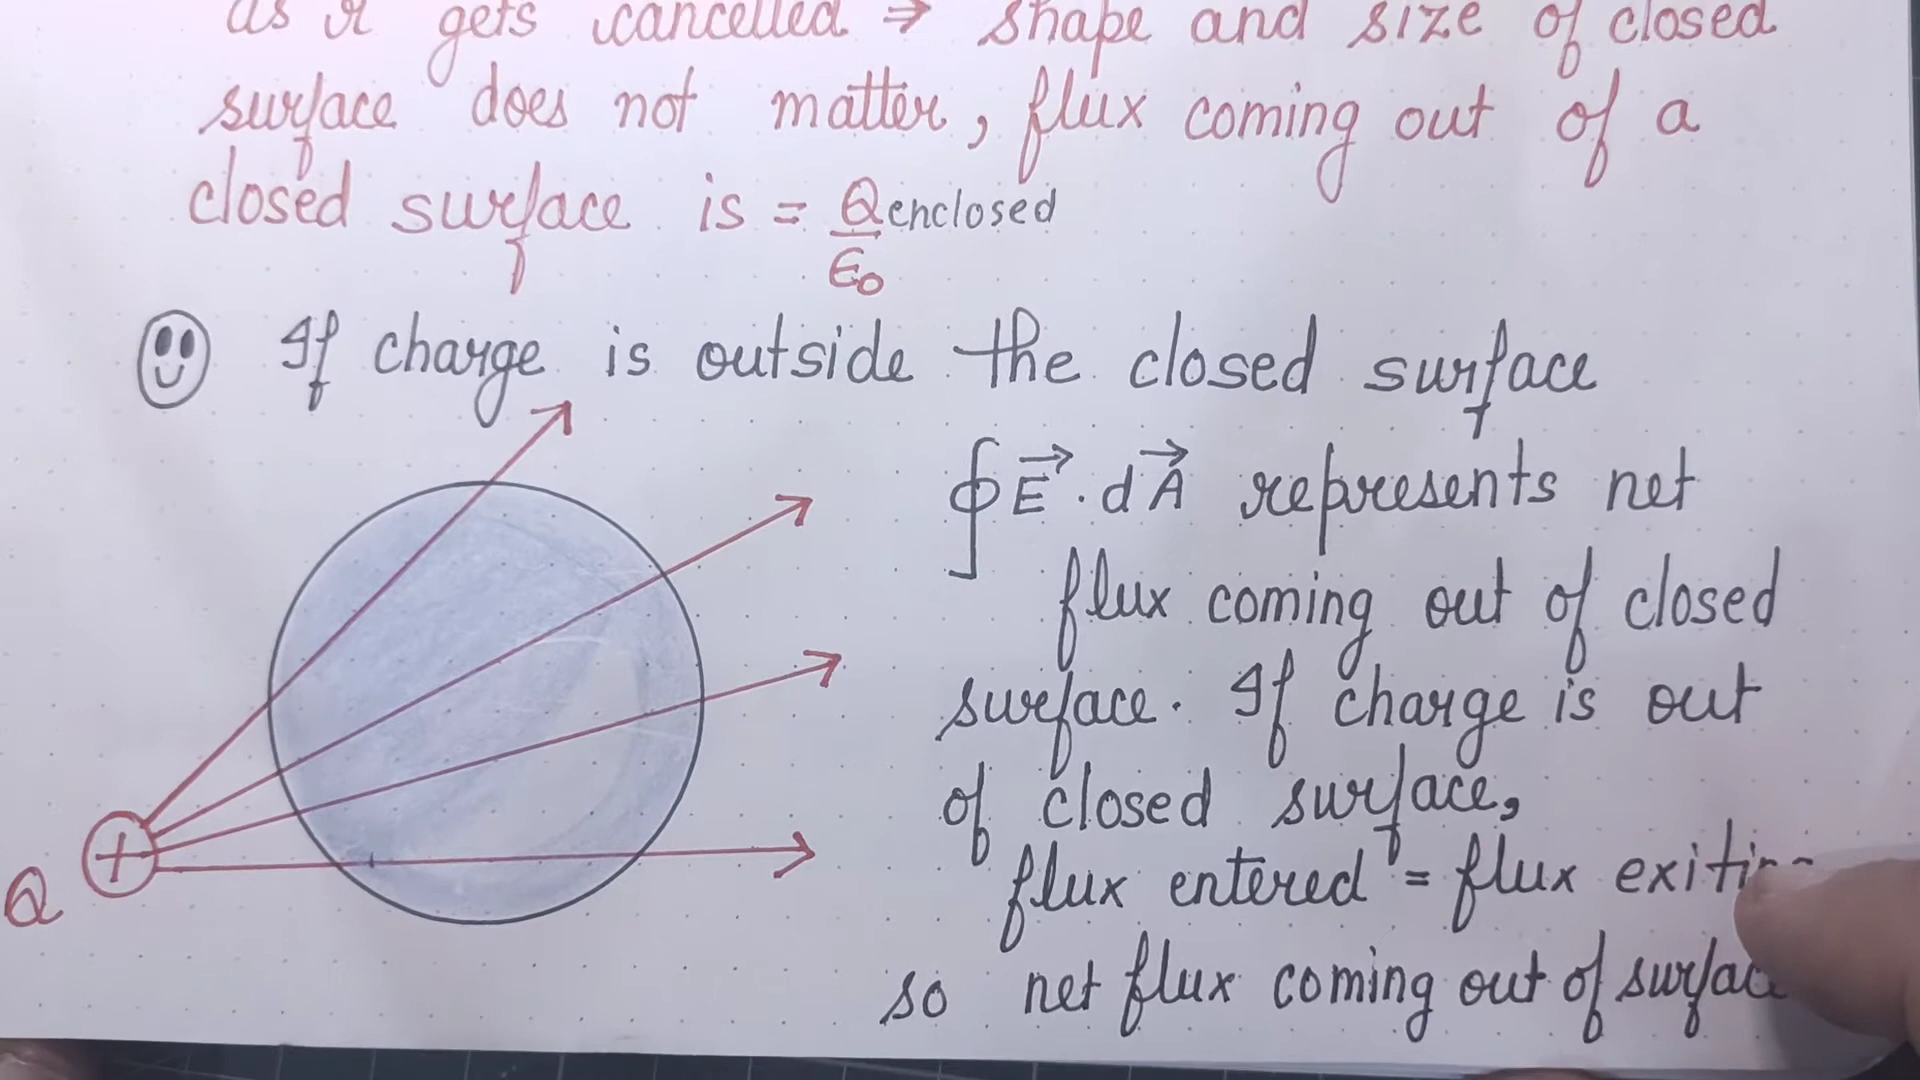 as r gets cancelled ⇒ shape and size of closed
surface does not matter, flux coming out of a
closed surface is = Qenclosed
ϵ₀
If charge is outside the closed surface
∮E⃗ . dA⃗ represents net
flux coming out of closed
surface. If charge is out
of closed surface,
flux entered = flux
so net flux coming out of
+
Q